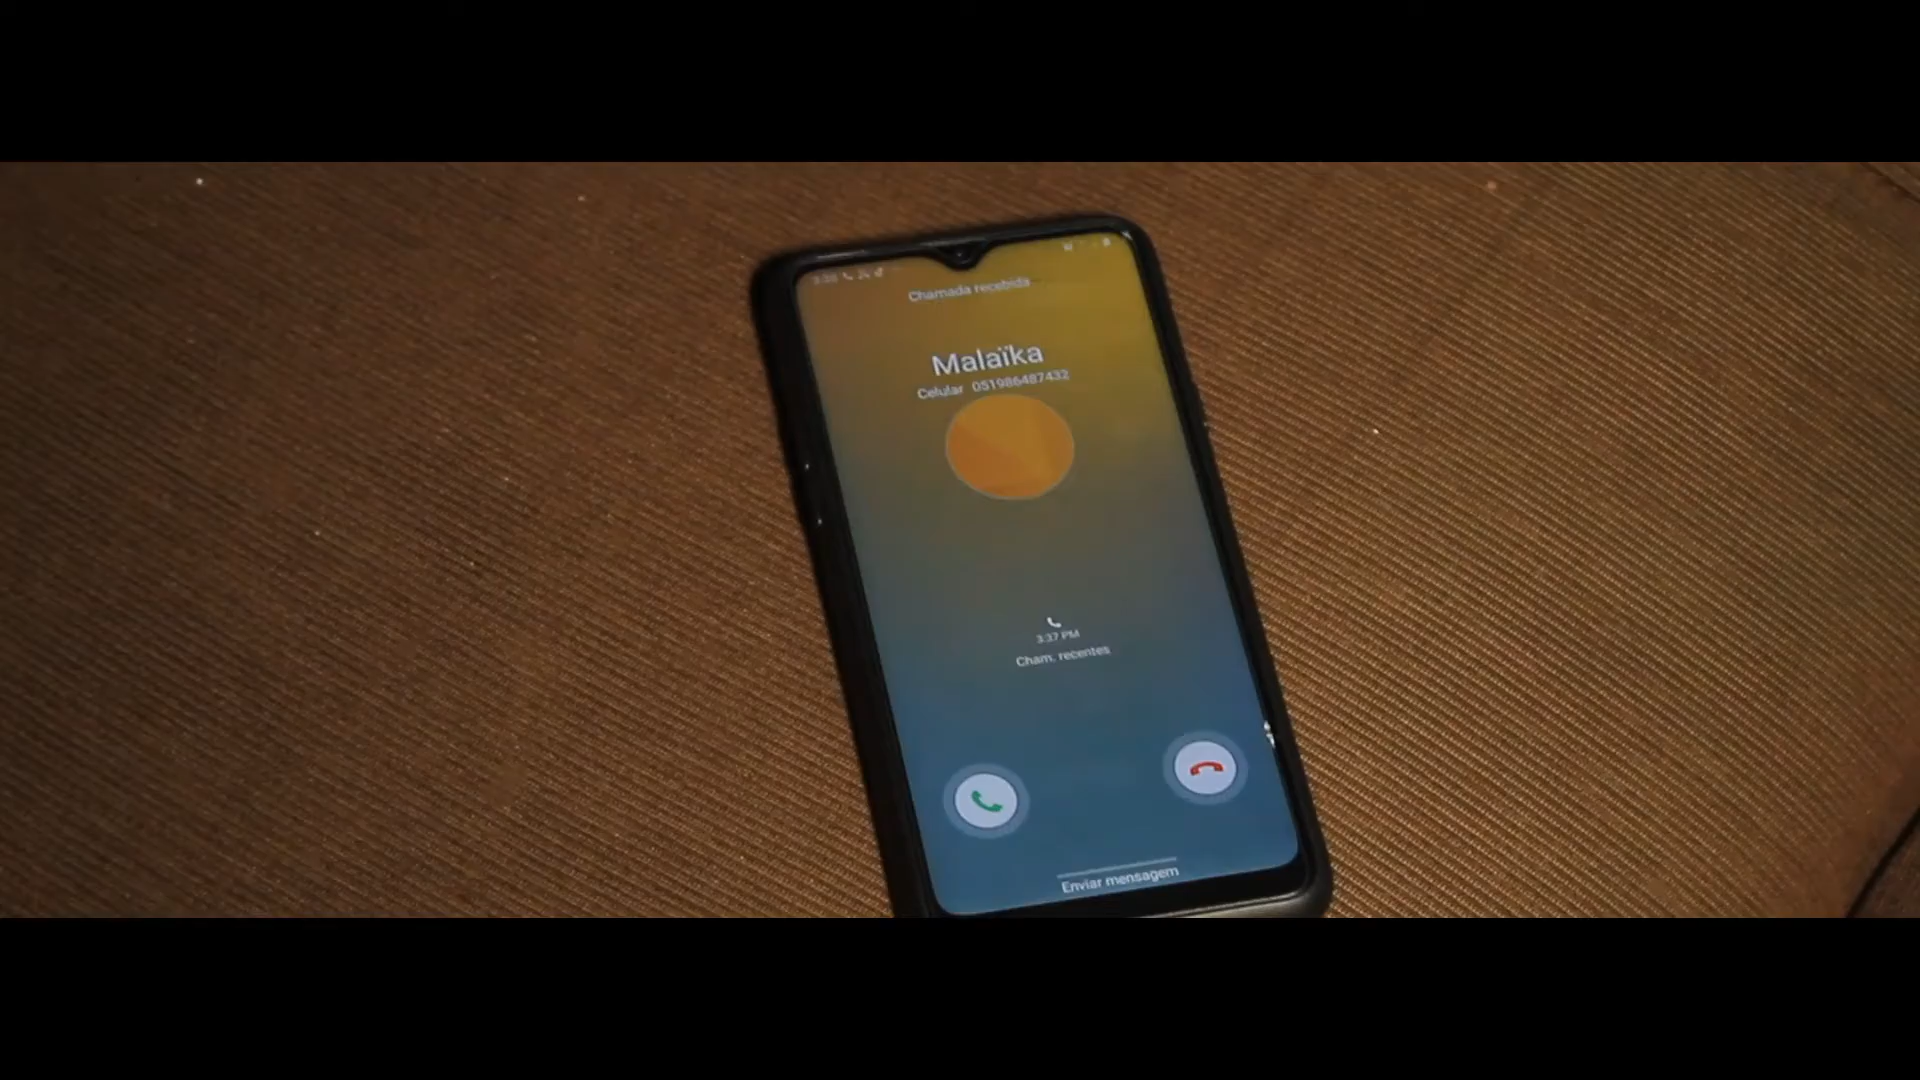 Chamada recebida
Malaïka
Celular 051986487432
3:37 PM
Cham. recentes
Enviar mensagem